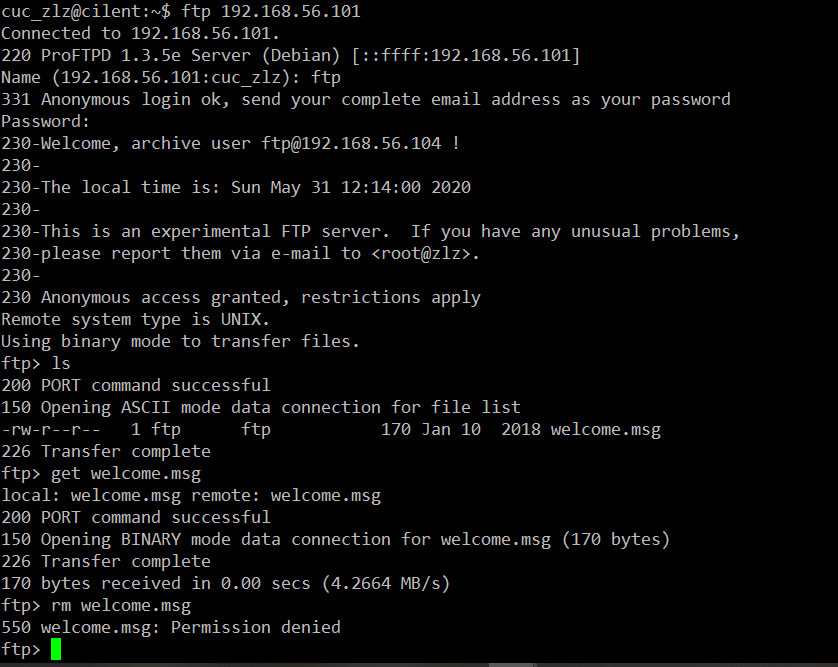 cuc_zlz@cilent:~$ ftp 192.168.56.101
Connected to 192.168.56.101.
220 ProFTPD 1.3.5e Server (Debian) [::ffff:192.168.56.101]
Name (192.168.56.101:cuc_zlz): ftp
331 Anonymous login ok, send your complete email address as your password
Password:
230-Welcome, archive user ftp@192.168.56.104 !
230-
230-The local time is: Sun May 31 12:14:00 2020
230-
230-This is an experimental FTP server.  If you have any unusual problems,
230-please report them via e-mail to <root@zlz>.
230-
230 Anonymous access granted, restrictions apply
Remote system type is UNIX.
Using binary mode to transfer files.
ftp> ls
200 PORT command successful
150 Opening ASCII mode data connection for file list
-rw-r--r--   1 ftp      ftp           170 Jan 10  2018 welcome.msg
226 Transfer complete
ftp> get welcome.msg
local: welcome.msg remote: welcome.msg
200 PORT command successful
150 Opening BINARY mode data connection for welcome.msg (170 bytes)
226 Transfer complete
170 bytes received in 0.00 secs (4.2664 MB/s)
ftp> rm welcome.msg
550 welcome.msg: Permission denied
ftp>